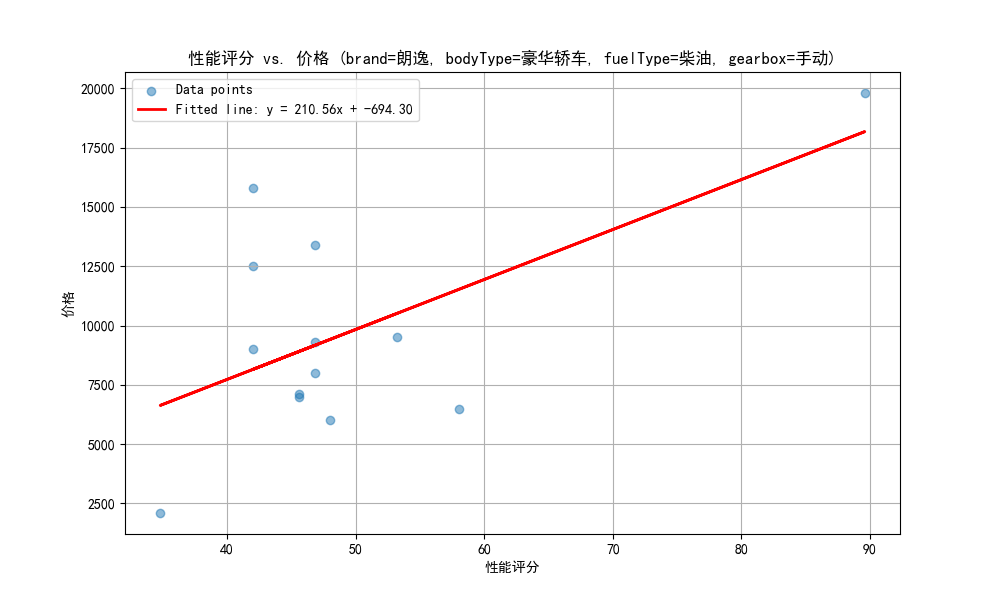 性能评分 vs. 价格 (brand=朗逸, bodyType=豪华轿车, fuelType=柴油, gearbox=手动)
Data points
Fitted line: y = 210.56x + -694.30
20000
17500
15000
12500
10000
7500
5000
2500
价格
40 50 60 70 80 90
性能评分